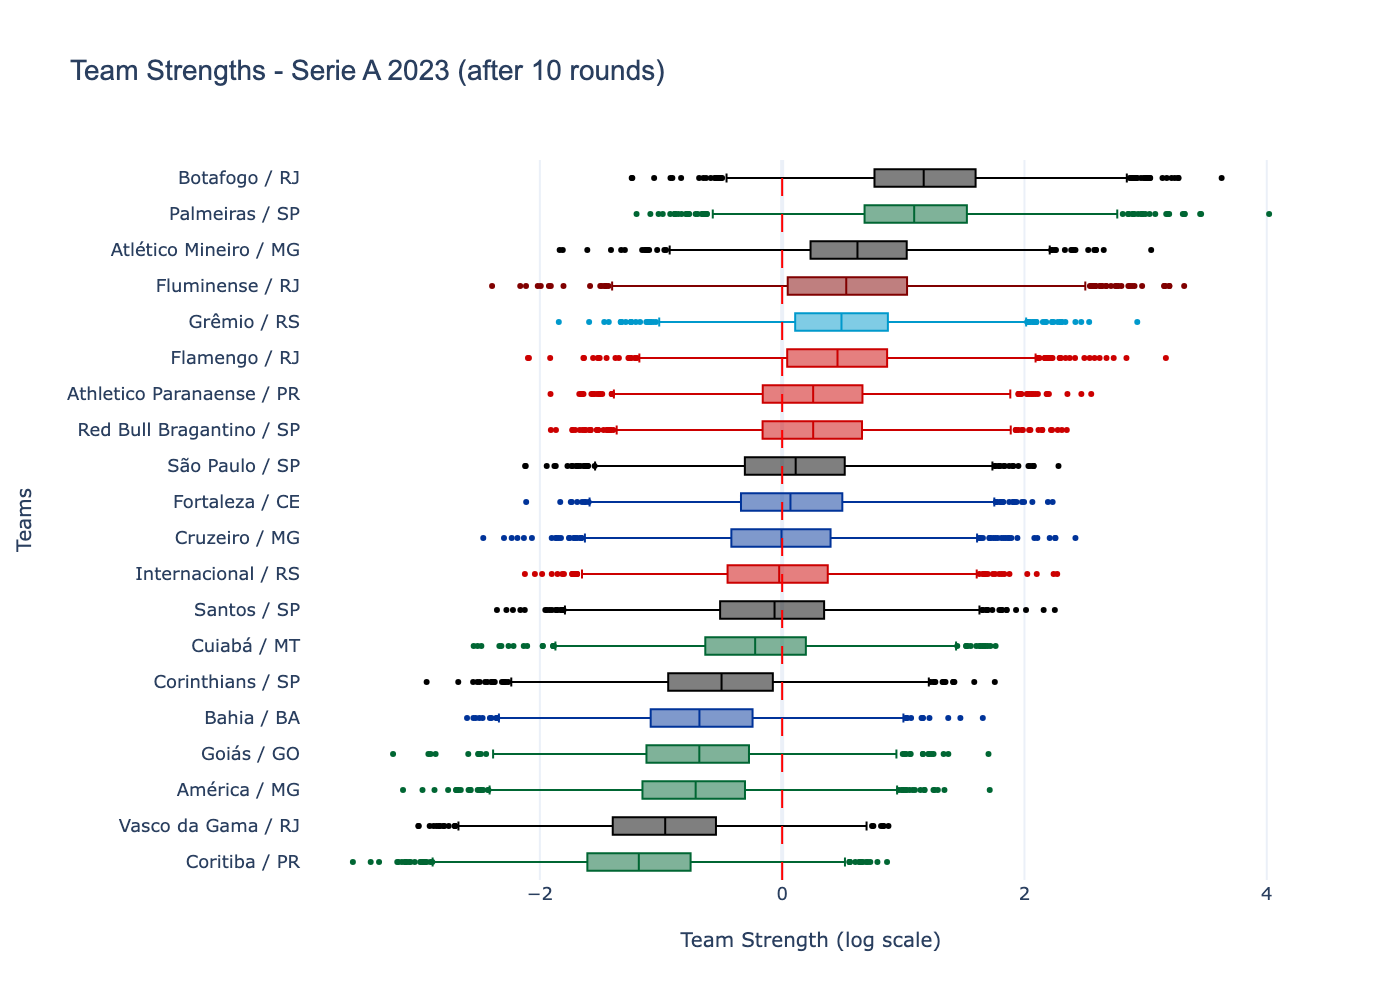 Team Strengths - Serie A 2023 (after 10 rounds)
Botafogo / RJ
Palmeiras / SP
Atlético Mineiro / MG
Fluminense / RJ
Grêmio / RS
Flamengo / RJ
Athletico Paranaense / PR
Red Bull Bragantino / SP
São Paulo / SP
Fortaleza / CE
Cruzeiro / MG
Internacional / RS
Santos / SP
Cuiabá / MT
Corinthians / SP
Bahia / BA
Goiás / GO
América / MG
Vasco da Gama / RJ
Coritiba / PR
Teams
−2 0 2 4
Team Strength (log scale)